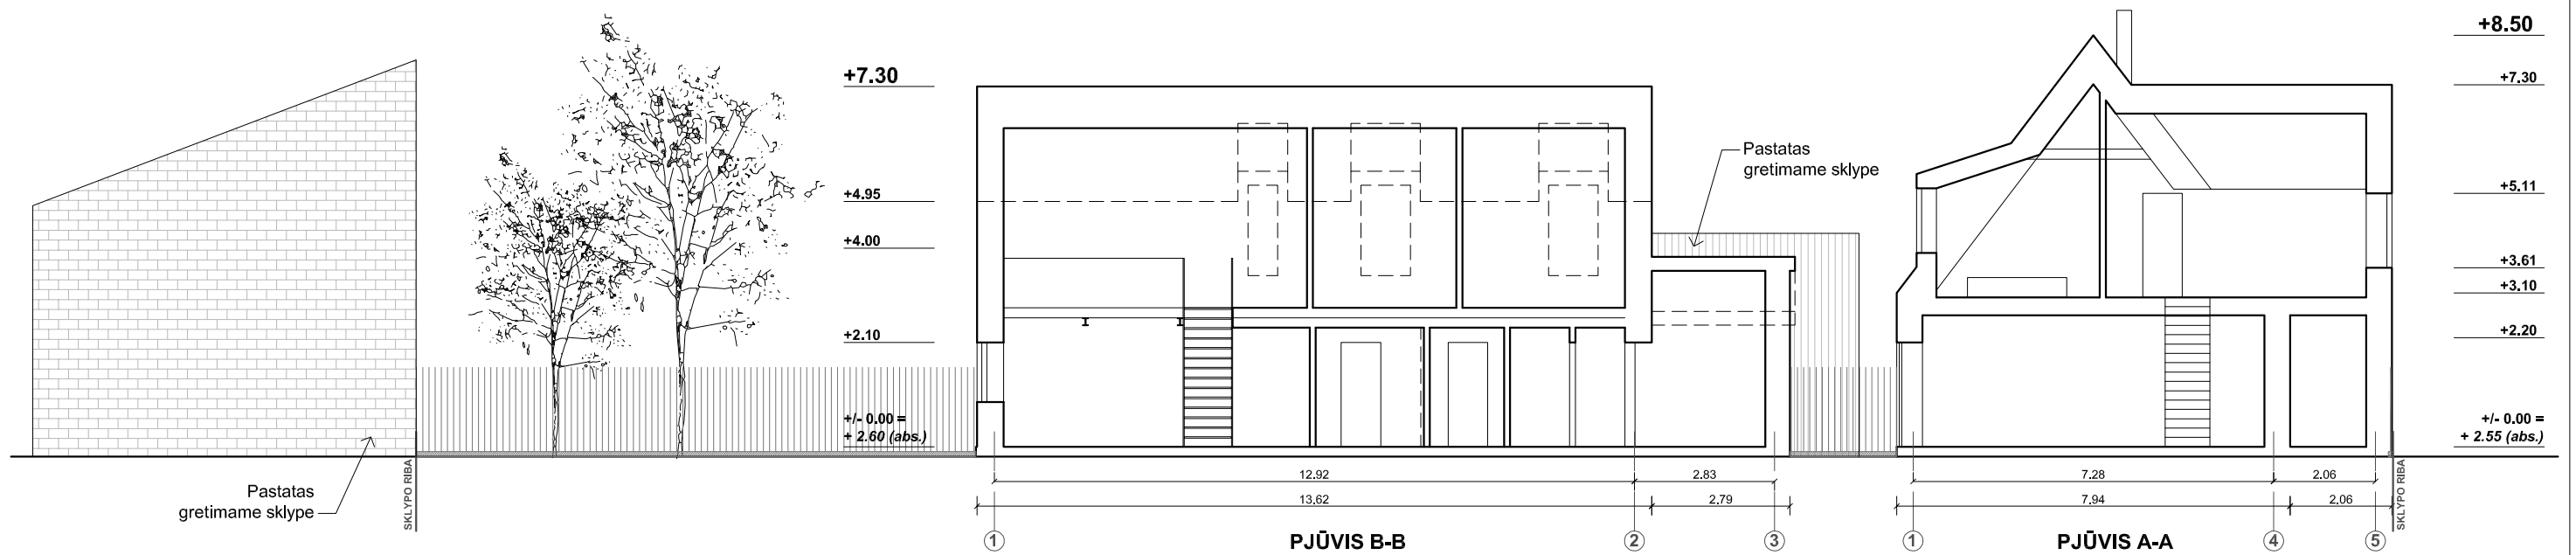 +7.30
+4.95
+4.00
+2.10
+/- 0.00 =
+ 2.60 (abs.)
Pastatas
gretimame sklype
SKLYPO RIBA
Pastatas
gretimame sklype
12.92
2.83
13.62
2.79
1
2
3
PJŪVIS B-B
+8.50
+7.30
+5.11
+3.61
+3.10
+2.20
+/- 0.00 =
+ 2.55 (abs.)
7.28
2.06
7.94
2.06
1
4
5
SKLYPO RIBA
PJŪVIS A-A